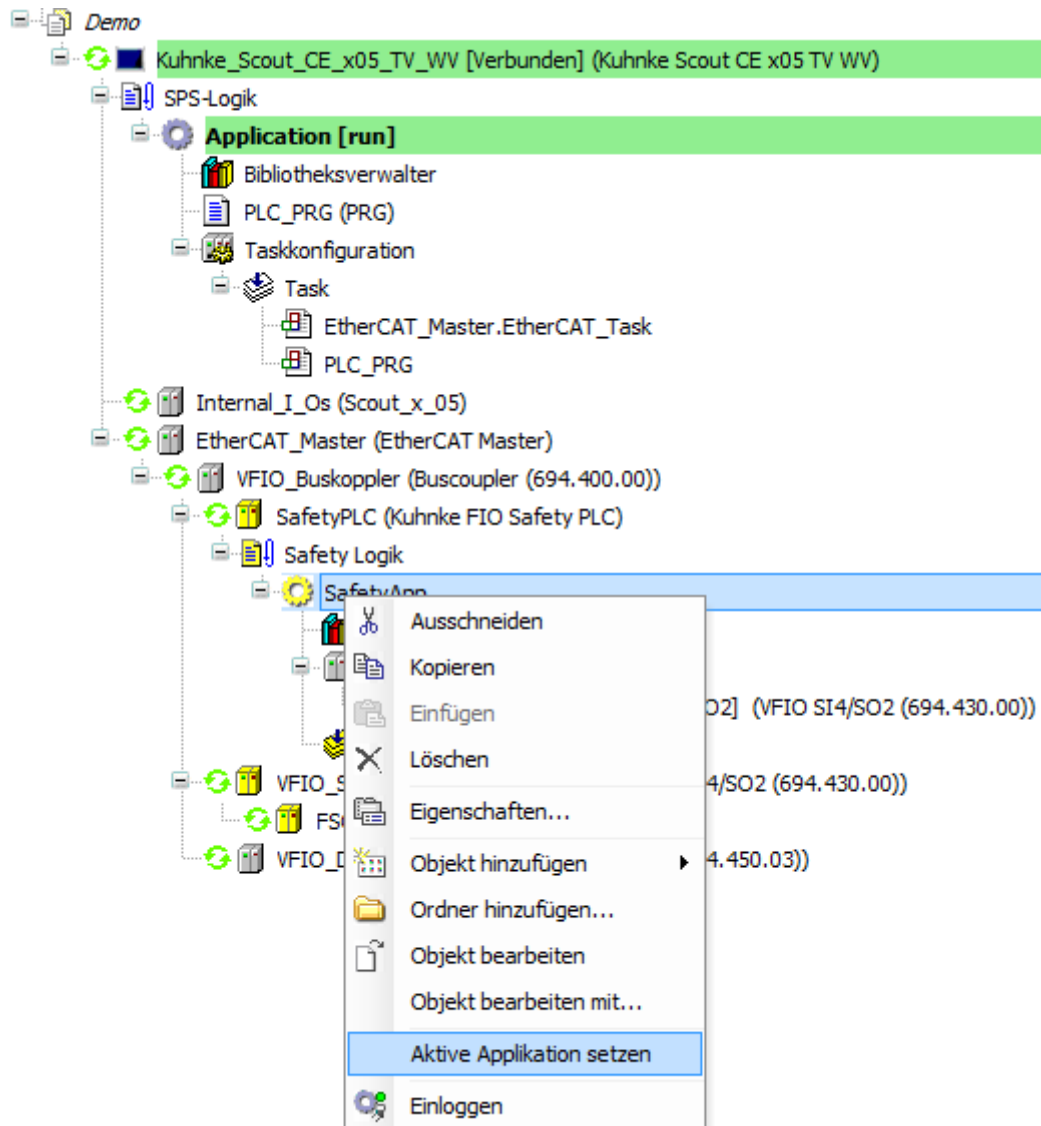 Demo
Kuhnke_Scout_CE_x05_TV_WV [Verbunden] (Kuhnke Scout CE x05 TV WV)
SPS-Logik
Application [run]
Bibliotheksverwalter
PLC_PRG (PRG)
Taskkonfiguration
Task
EtherCAT_Master.EtherCAT_Task
PLC_PRG
Internal_I_Os (Scout_x_05)
EtherCAT_Master (EtherCAT Master)
VFIO_Buskoppler (Buscoupler (694.400.00))
SafetyPLC (Kuhnke FIO Safety PLC)
Safety Logik
SafetyApp
Ausschneiden
Kopieren
Einfügen O2] (VFIO SI4/SO2 (694.430.00))
Löschen
VFIO_S 4/SO2 (694.430.00))
Eigenschaften...
FS
Objekt hinzufügen
VFIO_D 4.450.03))
Ordner hinzufügen...
Objekt bearbeiten
Objekt bearbeiten mit...
Aktive Applikation setzen
Einloggen